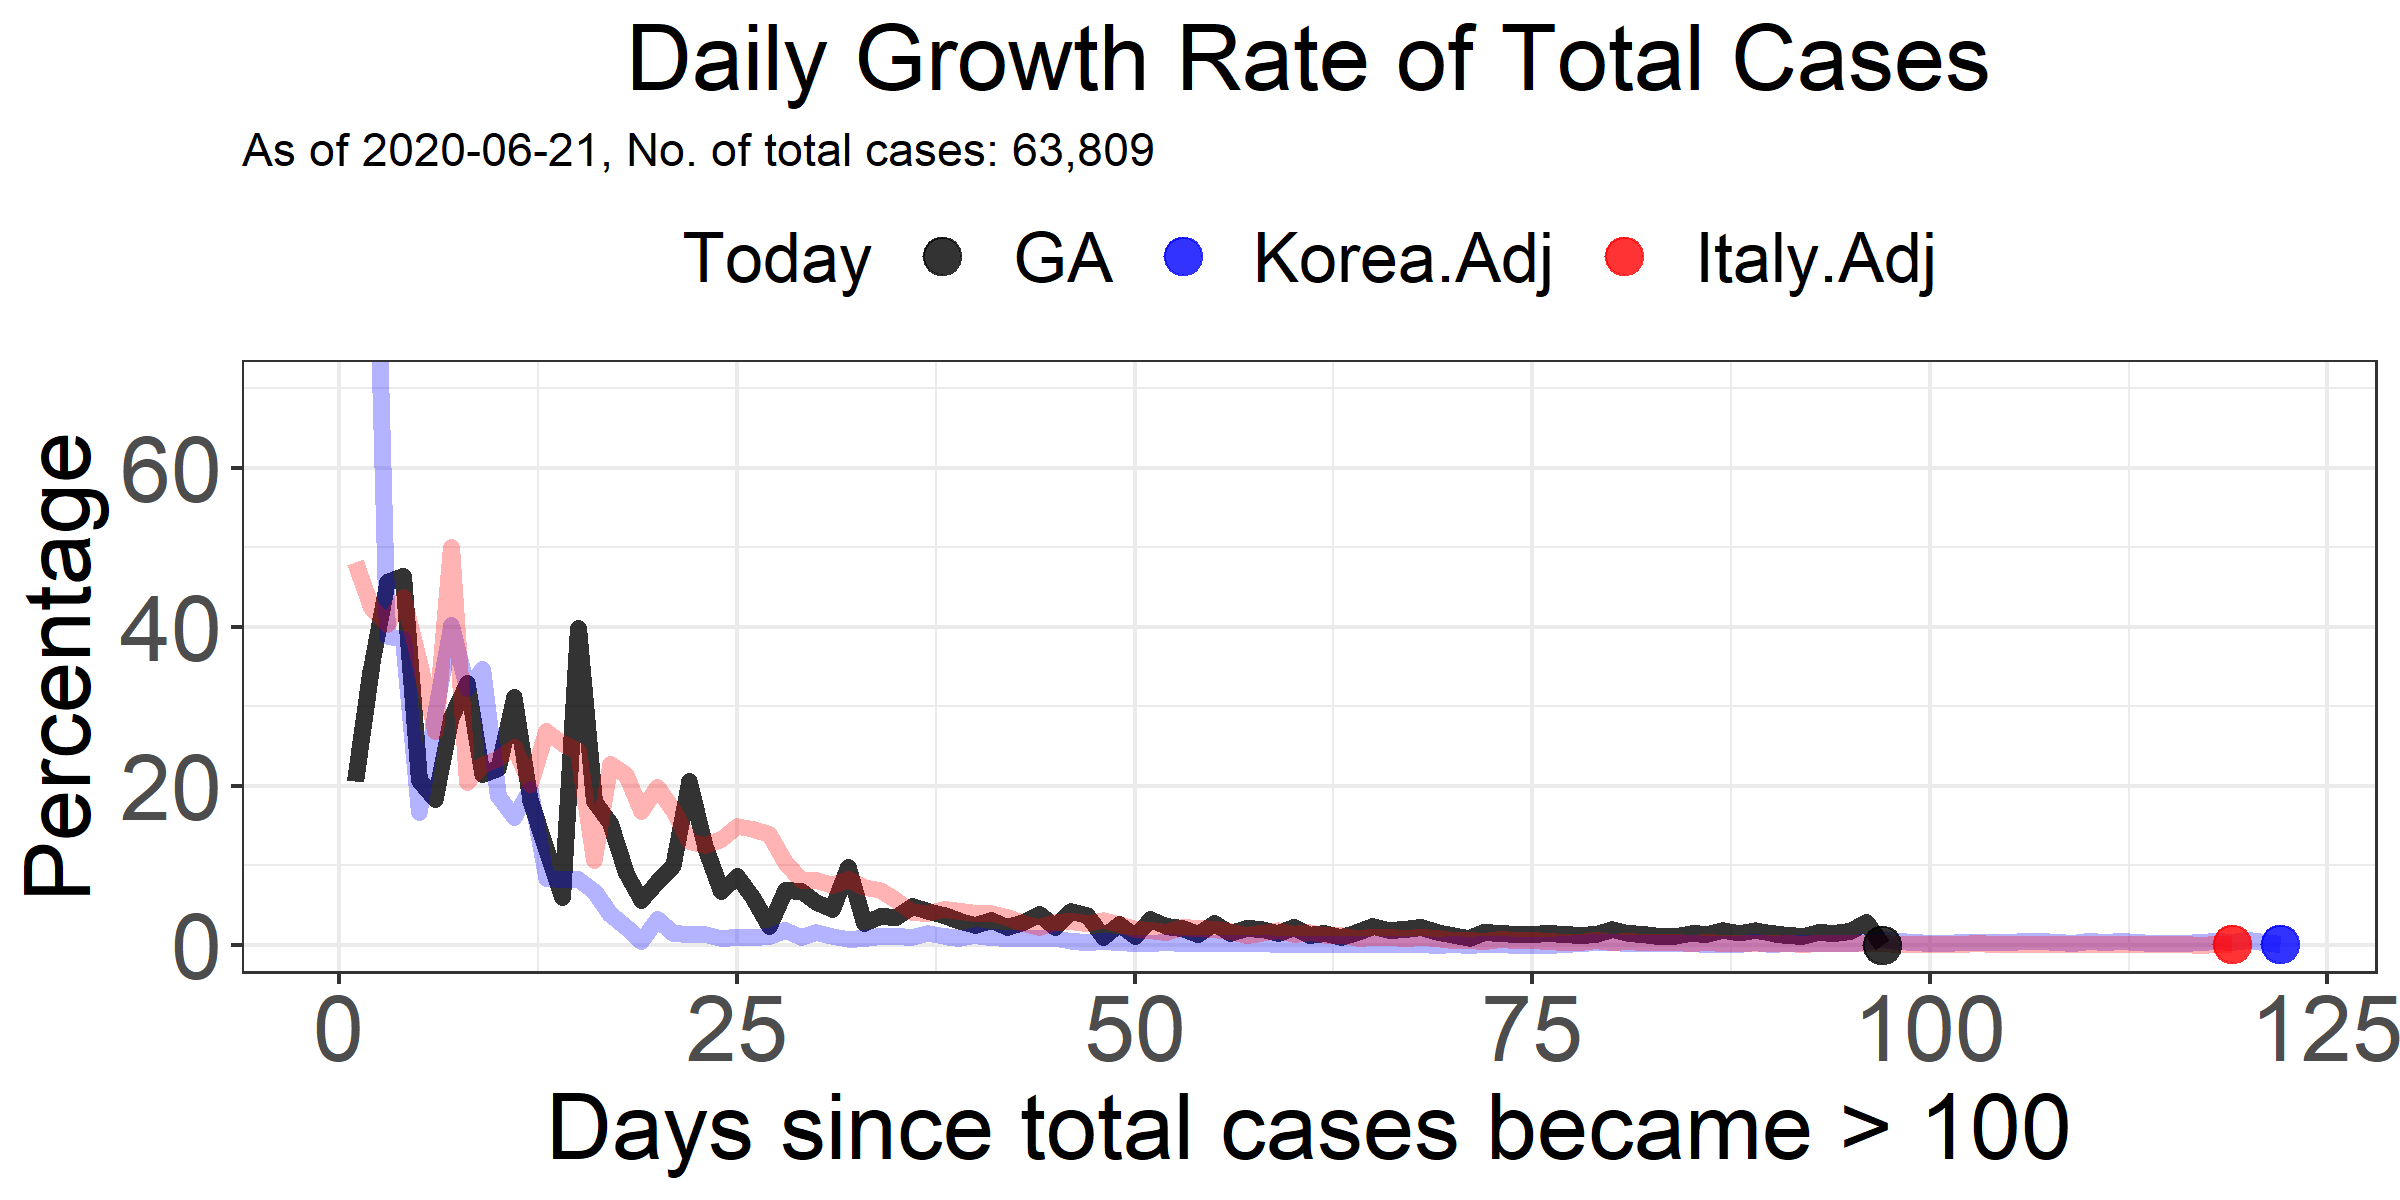 Daily Growth Rate of Total Cases
As of 2020-06-21, No. of total cases: 63,809
Today GA Korea.Adj Italy.Adj
Percentage
60
40
20
0
0 25 50 75 100 125
Days since total cases became > 100